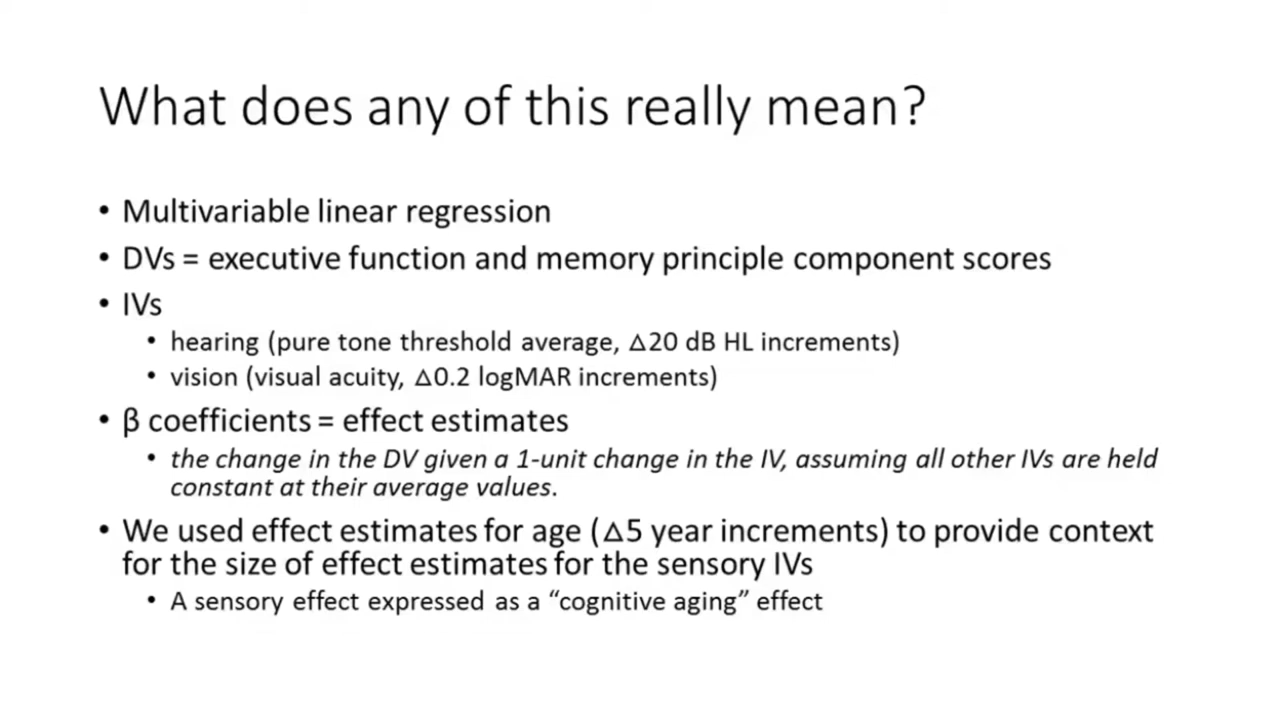 What does any of this really mean?
• Multivariable linear regression
• DVs = executive function and memory principle component scores
• IVs
• hearing (pure tone threshold average, Δ20 dB HL increments)
• vision (visual acuity, Δ0.2 logMAR increments)
• β coefficients = effect estimates
• the change in the DV given a 1-unit change in the IV, assuming all other IVs are held
constant at their average values.
• We used effect estimates for age (Δ5 year increments) to provide context
for the size of effect estimates for the sensory IVs
• A sensory effect expressed as a “cognitive aging” effect